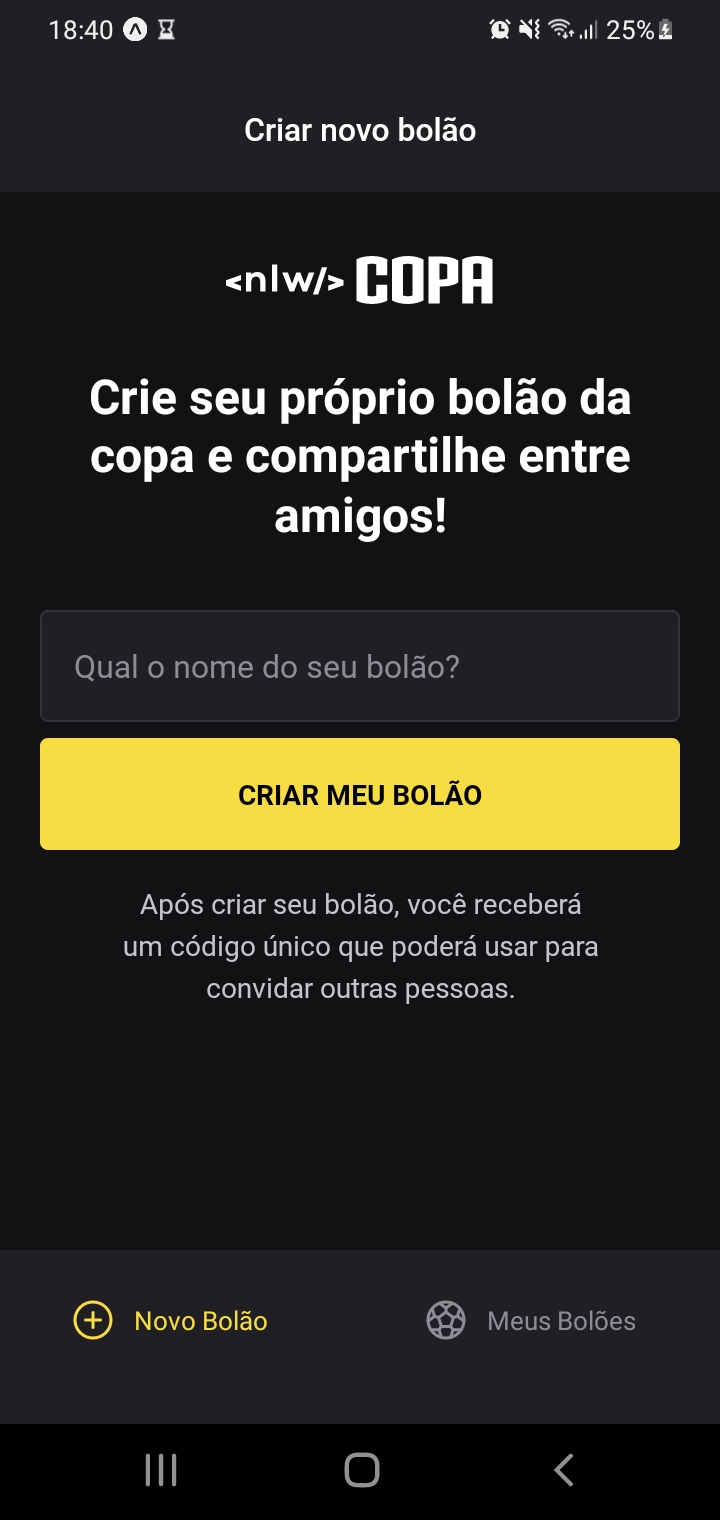 18:40
25%
Criar novo bolão
<nlw/> COPA
Crie seu próprio bolão da
copa e compartilhe entre
amigos!
Qual o nome do seu bolão?
CRIAR MEU BOLÃO
Após criar seu bolão, você receberá
um código único que poderá usar para
convidar outras pessoas.
Novo Bolão
Meus Bolões